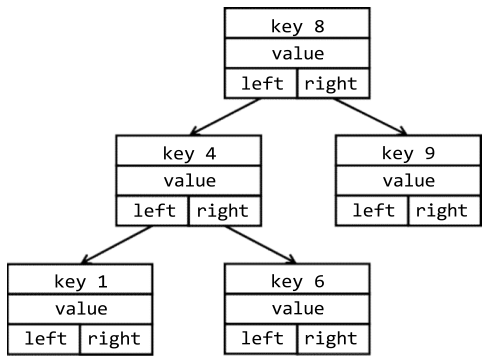 key 8
value
left right
key 4
value
left right
key 9
value
left right
key 1
value
left right
key 6
value
left right